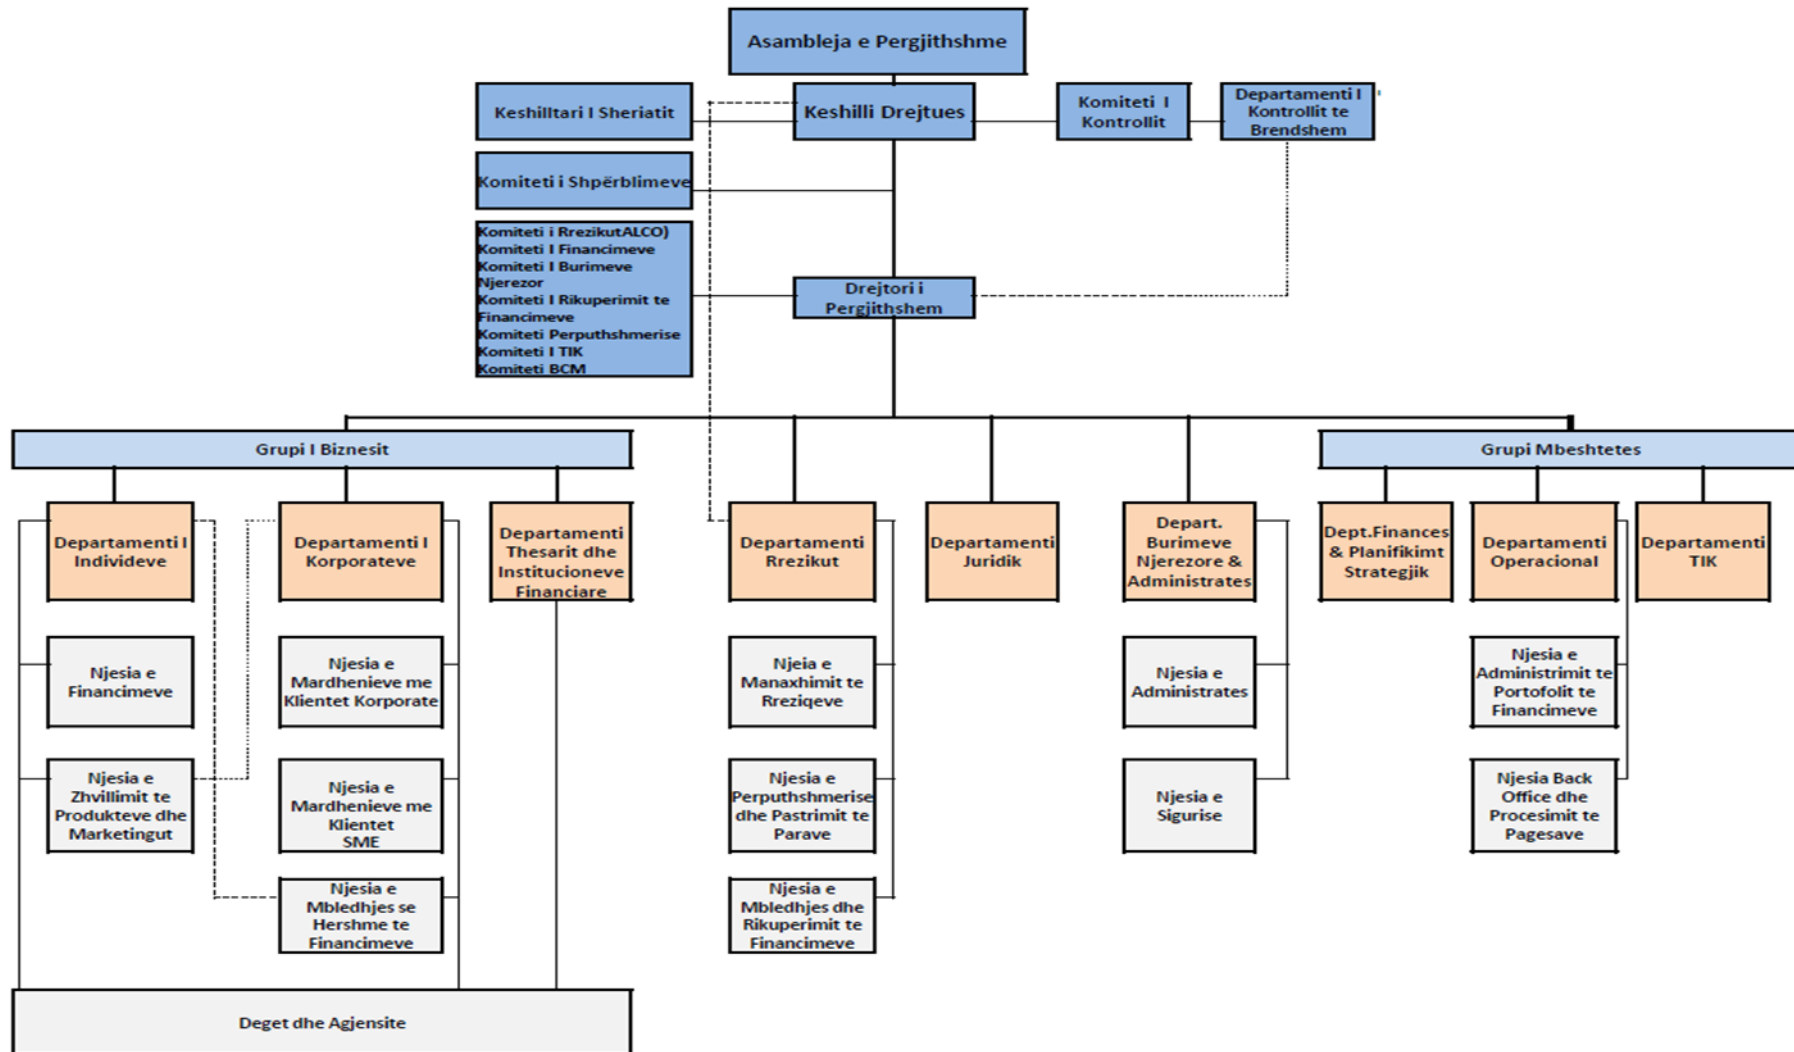 Asambleja e Pergjithshme
Keshilltari I Sheriatit
Keshilli Drejtues
Komiteti I
Kontrollit
Departamenti I
Kontrollit te
Brendshem
Komiteti i Shpërblimeve
Komiteti i RrezikutALCO)
Komiteti I Financimeve
Komiteti I Burimeve
Njerezor
Komiteti I Rikuperimit te
Financimeve
Komiteti Perputhshmerise
Komiteti I TIK
Komiteti BCM
Drejtori i
Pergjithshem
Grupi I Biznesit
Grupi Mbeshtetes
Departamenti I
Individeve
Departamenti I
Korporateve
Departamenti
Thesarit dhe
Institucioneve
Financiare
Departamenti
Rrezikut
Departamenti
Juridik
Depart.
Burimeve
Njerezore &
Administrates
Dept.Finances
& Planifikimt
Strategjik
Departamenti
Operacional
Departamenti
TIK
Njesia e
Financimeve
Njesia e
Mardhenieve me
Klientet Korporate
Njeia e
Manaxhimit te
Rreziqeve
Njesia e
Administrates
Njesia e
Administrimit te
Portofolit te
Financimeve
Njesia e
Zhvillimit te
Produkteve dhe
Marketingut
Njesia e
Mardhenieve me
Klientet
SME
Njesia e
Perputhshmerise
dhe Pastrimit te
Parave
Njesia e
Sigurise
Njesia Back
Office dhe
Procesimit te
Pagesave
Njesia e
Mbledhjes se
Hershme te
Financimeve
Njesia e
Mbledhjes dhe
Rikuperimit te
Financimeve
Deget dhe Agjensite